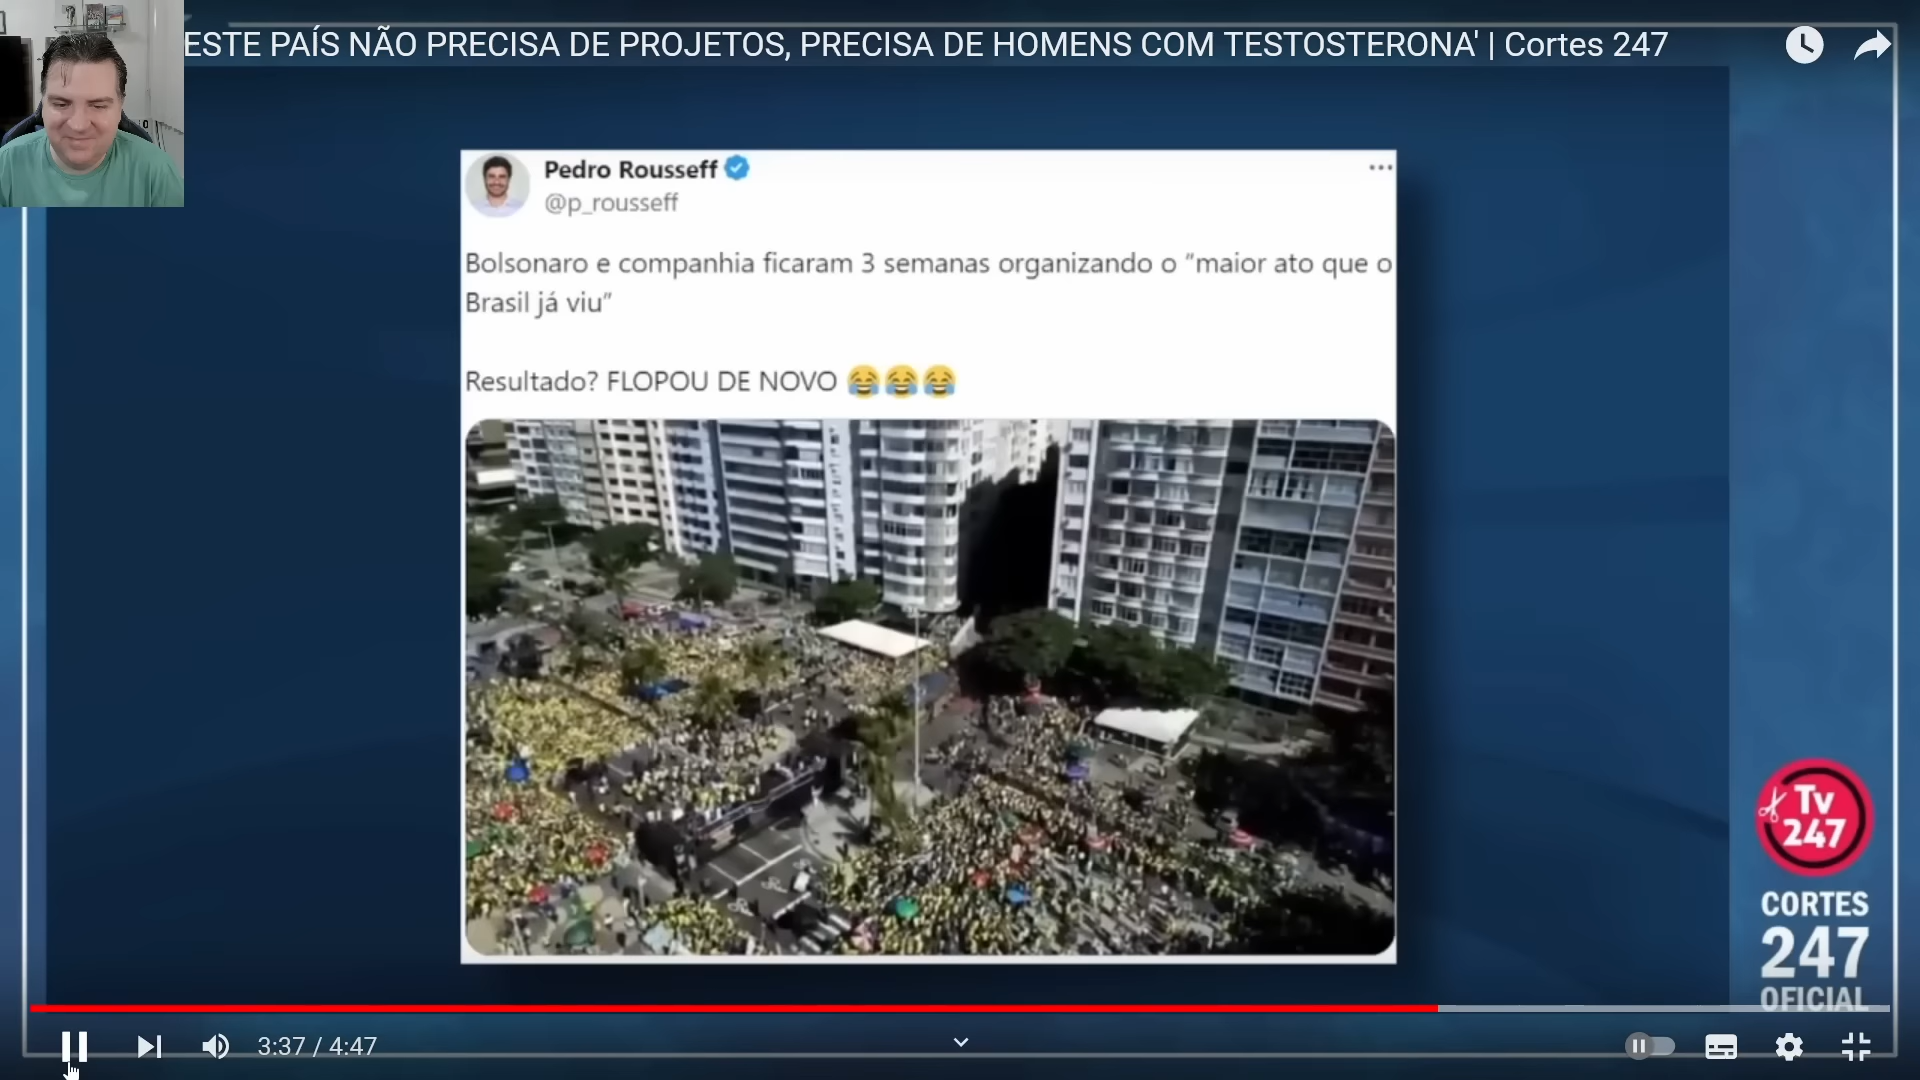 ESTE PAÍS NÃO PRECISA DE PROJETOS, PRECISA DE HOMENS COM TESTOSTERONA' | Cortes 247
Pedro Rousseff
@p_rousseff
Bolsonaro e companhia ficaram 3 semanas organizando o “maior ato que o
Brasil já viu”
Resultado? FLOPOU DE NOVO 😂😂😂
Tv
247
CORTES
247
OFICIAL
3:37 / 4:47